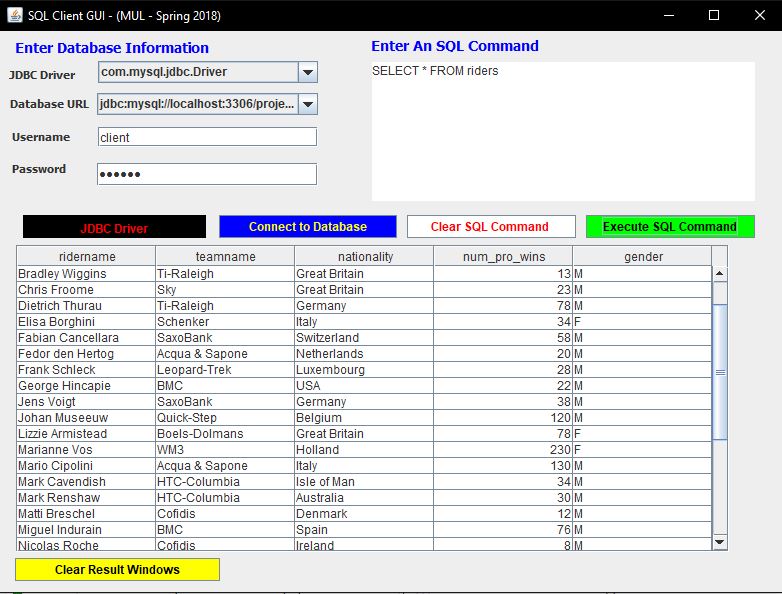 SQL Client GUI - (MUL - Spring 2018)
Enter Database Information
JDBC Driver com.mysql.jdbc.Driver
Database URL jdbc:mysql://localhost:3306/proje...
Username client
Password ●●●●●●
Enter An SQL Command
SELECT * FROM riders
JDBC Driver Connect to Database Clear SQL Command Execute SQL Command
ridername teamname nationality num_pro_wins gender
Bradley Wiggins Ti-Raleigh Great Britain 13 M
Chris Froome Sky Great Britain 23 M
Dietrich Thurau Ti-Raleigh Germany 78 M
Elisa Borghini Schenker Italy 34 F
Fabian Cancellara SaxoBank Switzerland 58 M
Fedor den Hertog Acqua & Sapone Netherlands 20 M
Frank Schleck Leopard-Trek Luxembourg 28 M
George Hincapie BMC USA 22 M
Jens Voigt SaxoBank Germany 38 M
Johan Museeuw Quick-Step Belgium 120 M
Lizzie Armistead Boels-Dolmans Great Britain 78 F
Marianne Vos WM3 Holland 230 F
Mario Cipolini Acqua & Sapone Italy 130 M
Mark Cavendish HTC-Columbia Isle of Man 34 M
Mark Renshaw HTC-Columbia Australia 30 M
Matti Breschel Cofidis Denmark 12 M
Miguel Indurain BMC Spain 76 M
Nicolas Roche Cofidis Ireland 8 M
Clear Result Windows